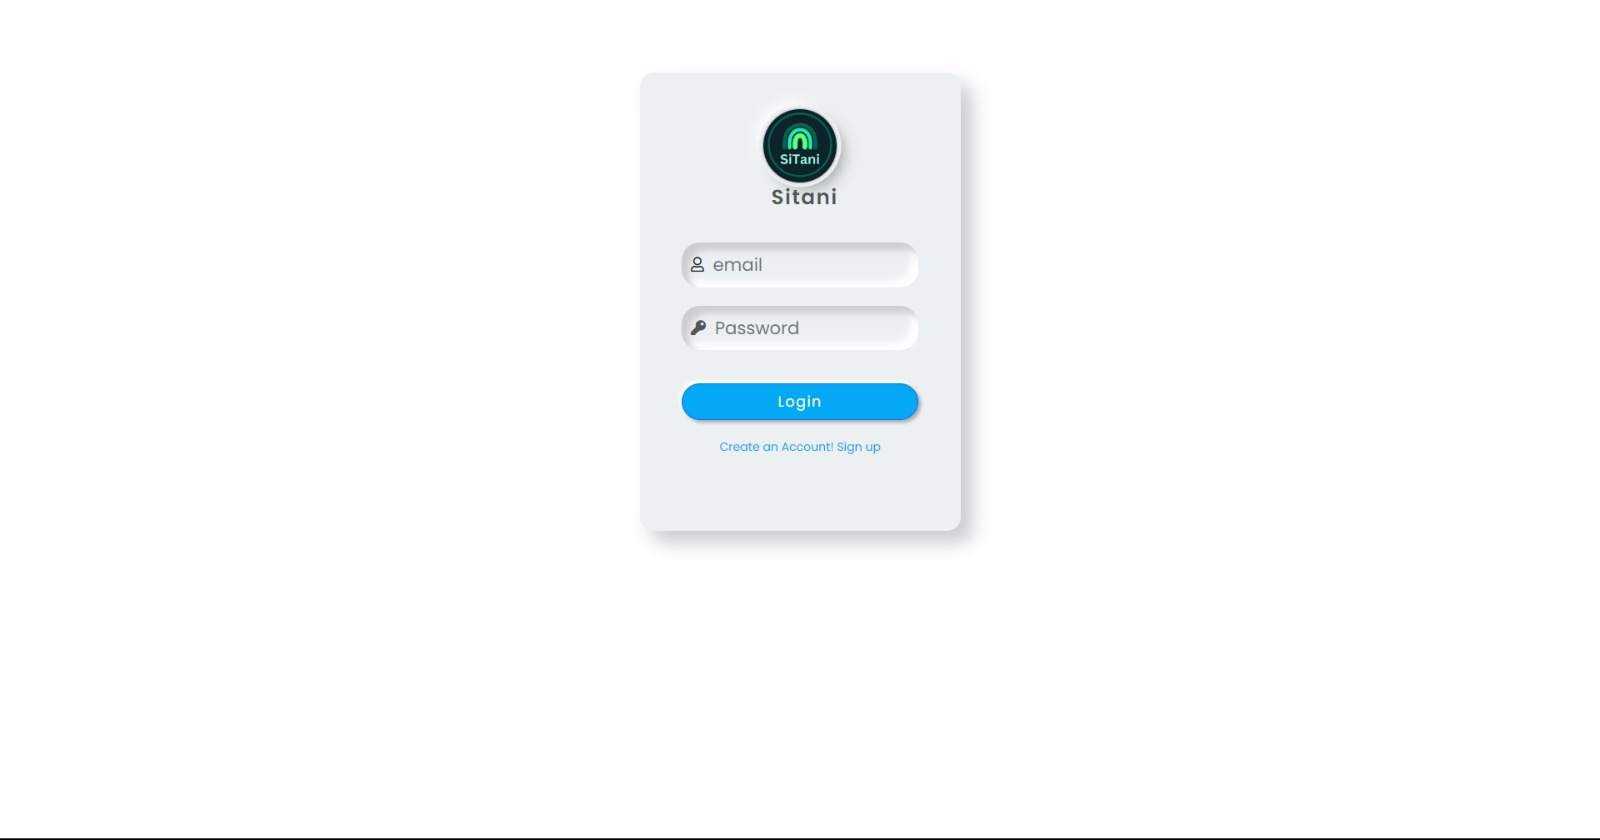 SiTani
Sitani
email
Password
Login
Create an Account! Sign up